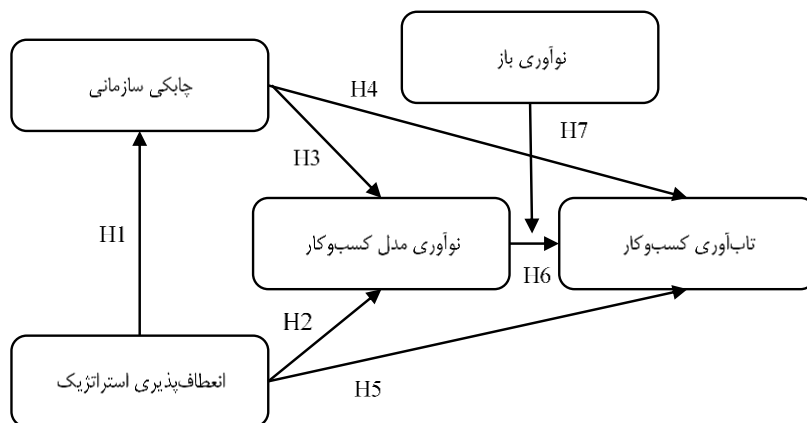 نوآوری باز
چابکی سازمانی
H4
H7
H3
نوآوری مدل کسب‌وکار
تاب‌آوری کسب‌وکار
H1
H6
H2
انعطاف‌پذیری استراتژیک
H5